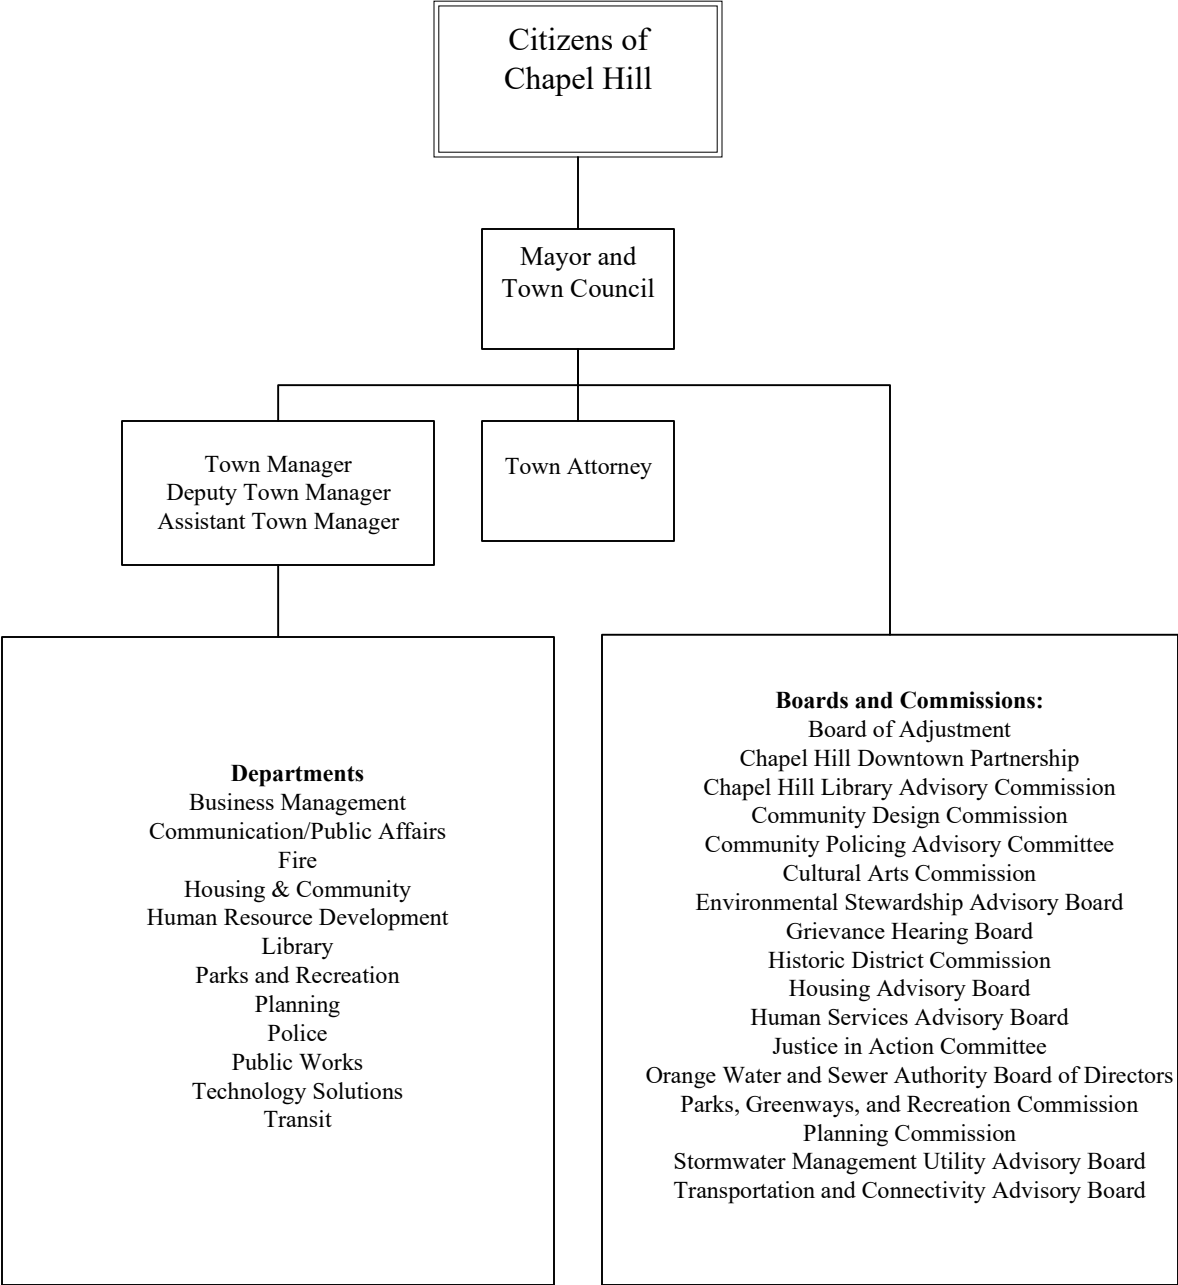 Citizens of
Chapel Hill
Mayor and
Town Council
Town Manager
Deputy Town Manager
Assistant Town Manager
Town Attorney
Departments
Business Management
Communication/Public Affairs
Fire
Housing & Community
Human Resource Development
Library
Parks and Recreation
Planning
Police
Public Works
Technology Solutions
Transit
Boards and Commissions:
Board of Adjustment
Chapel Hill Downtown Partnership
Chapel Hill Library Advisory Commission
Community Design Commission
Community Policing Advisory Committee
Cultural Arts Commission
Environmental Stewardship Advisory Board
Grievance Hearing Board
Historic District Commission
Housing Advisory Board
Human Services Advisory Board
Justice in Action Committee
Orange Water and Sewer Authority Board of Directors
Parks, Greenways, and Recreation Commission
Planning Commission
Stormwater Management Utility Advisory Board
Transportation and Connectivity Advisory Board